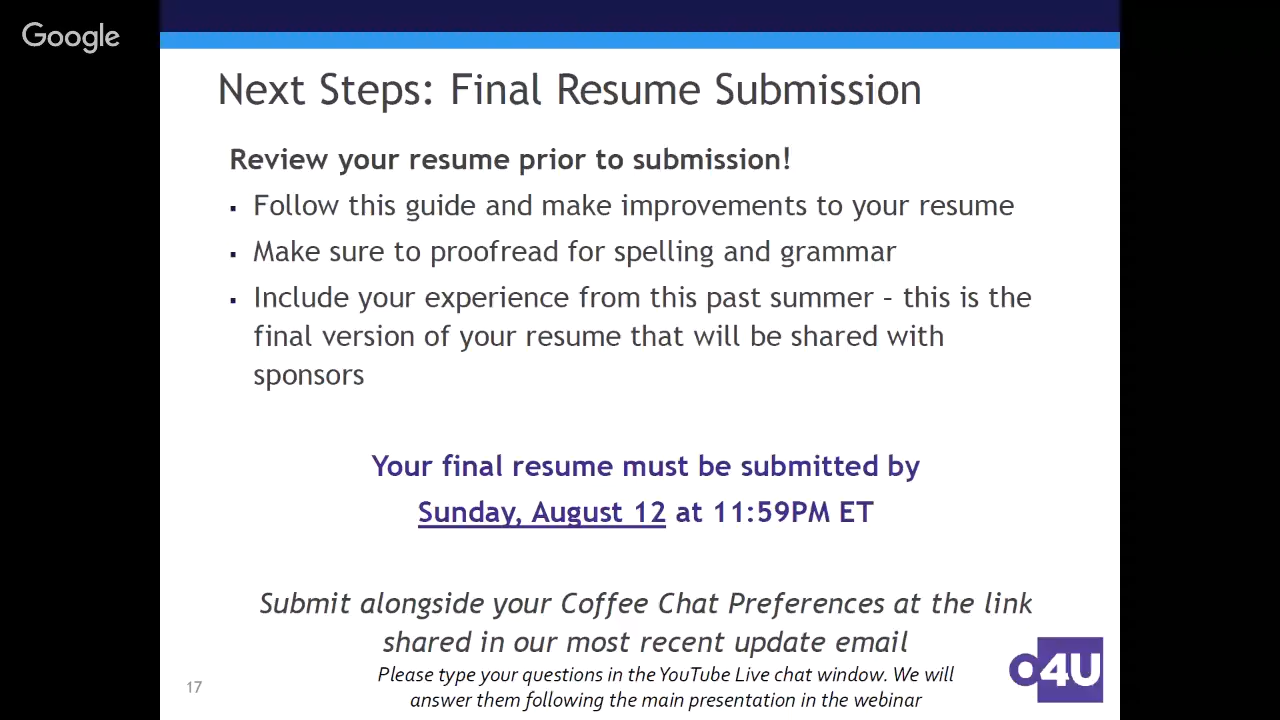 Google
Next Steps: Final Resume Submission
Review your resume prior to submission!
▪ Follow this guide and make improvements to your resume
▪ Make sure to proofread for spelling and grammar
▪ Include your experience from this past summer – this is the
final version of your resume that will be shared with
sponsors
Your final resume must be submitted by
Sunday, August 12 at 11:59PM ET
Submit alongside your Coffee Chat Preferences at the link
shared in our most recent update email
Please type your questions in the YouTube Live chat window. We will
answer them following the main presentation in the webinar
17
O4U